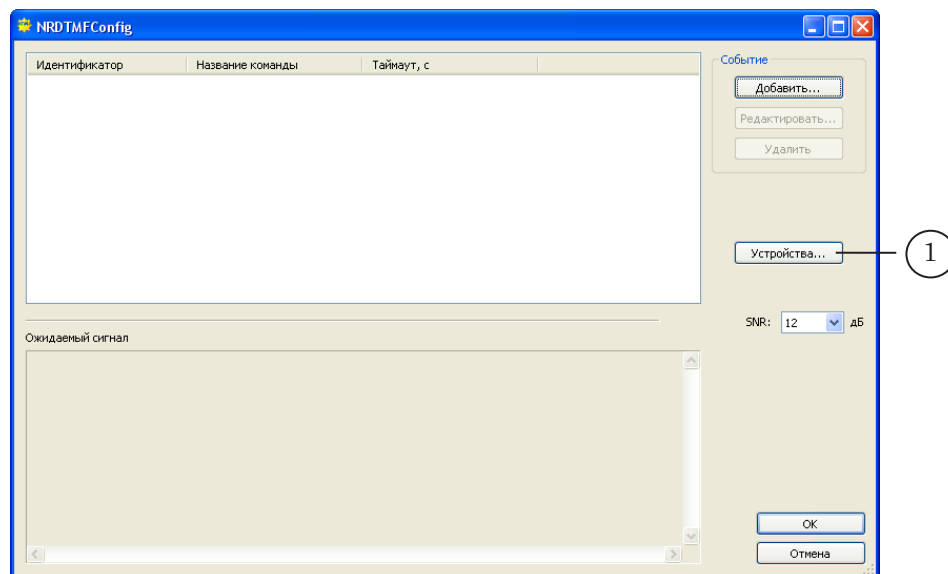 NRDTMFConfig
Идентификатор Название команды Таймаут, с
Событие
Добавить...
Редактировать...
Удалить
Устройства...
1
SNR: 12 дБ
Ожидаемый сигнал
OK
Отмена